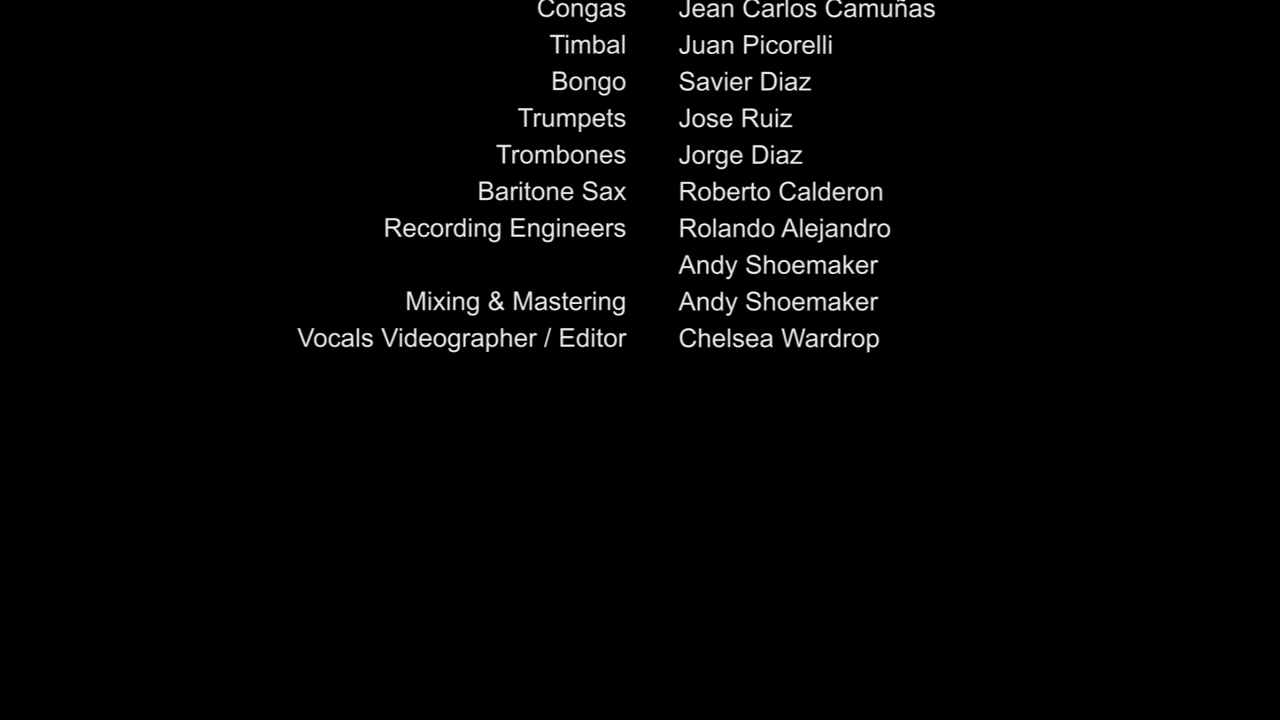 Congas Jean Carlos Camuñas
Timbal Juan Picorelli
Bongo Savier Diaz
Trumpets Jose Ruiz
Trombones Jorge Diaz
Baritone Sax Roberto Calderon
Recording Engineers Rolando Alejandro
Andy Shoemaker
Mixing & Mastering Andy Shoemaker
Vocals Videographer / Editor Chelsea Wardrop